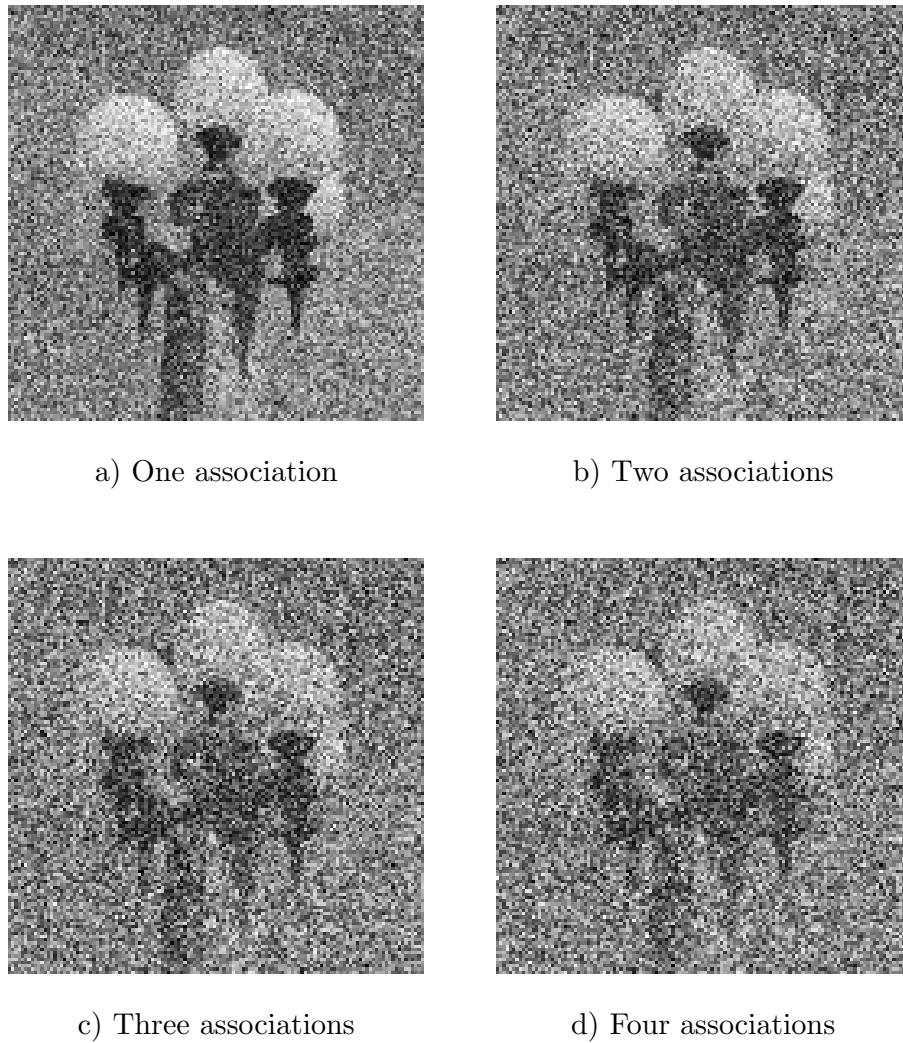 a) One association
b) Two associations
c) Three associations
d) Four associations